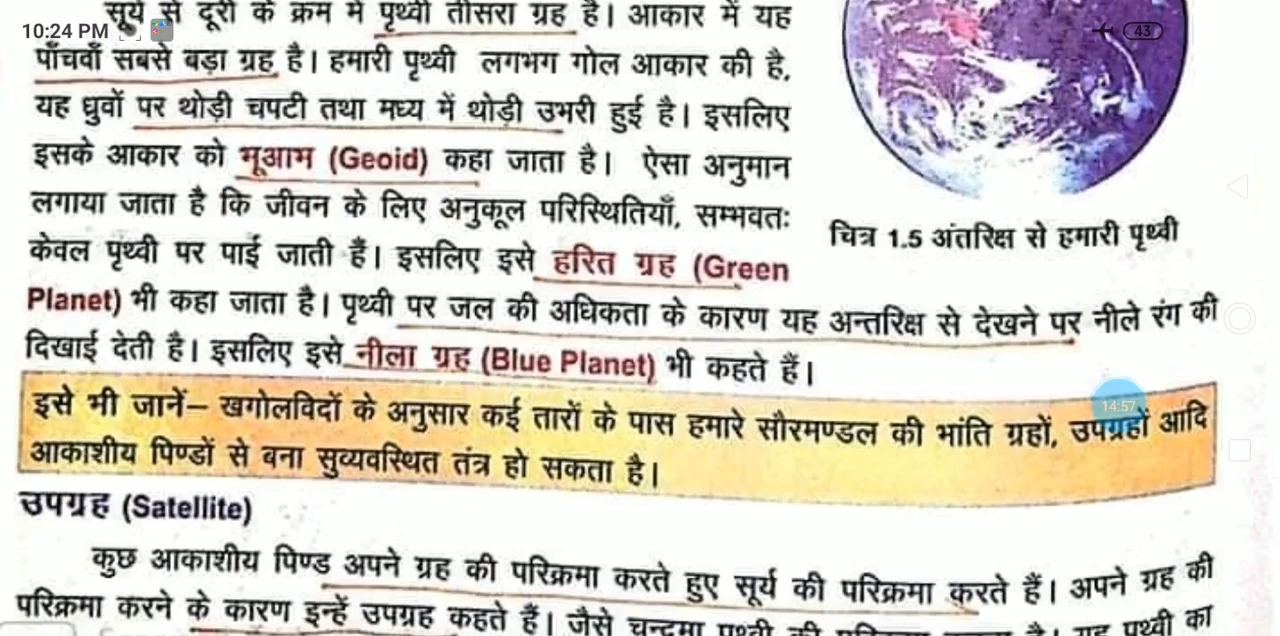 सूर्य से दूरी के क्रम में पृथ्वी तीसरा ग्रह है। आकार में यह
10:24 PM
43
पाँचवाँ सबसे बड़ा ग्रह है। हमारी पृथ्वी लगभग गोल आकार की है,
यह ध्रुवों पर थोड़ी चपटी तथा मध्य में थोड़ी उभरी हुई है। इसलिए
इसके आकार को भूआभ (Geoid) कहा जाता है। ऐसा अनुमान
लगाया जाता है कि जीवन के लिए अनुकूल परिस्थितियाँ, सम्भवतः
केवल पृथ्वी पर पाई जाती हैं। इसलिए इसे हरित ग्रह (Green
Planet) भी कहा जाता है। पृथ्वी पर जल की अधिकता के कारण यह अन्तरिक्ष से देखने पर नीले रंग की
दिखाई देती है। इसलिए इसे नीला ग्रह (Blue Planet) भी कहते हैं।
चित्र 1.5 अंतरिक्ष से हमारी पृथ्वी
इसे भी जानें– खगोलविदों के अनुसार कई तारों के पास हमारे सौरमण्डल की भांति ग्रहों, उपग्रहों आदि
आकाशीय पिण्डों से बना सुव्यवस्थित तंत्र हो सकता है।
14:57
उपग्रह (Satellite)
कुछ आकाशीय पिण्ड अपने ग्रह की परिक्रमा करते हुए सूर्य की परिक्रमा करते हैं। अपने ग्रह की
परिक्रमा करने के कारण इन्हें उपग्रह कहते हैं। जैसे चन्द्रमा पृथ्वी की परिक्रमा करता है। यह पृथ्वी का